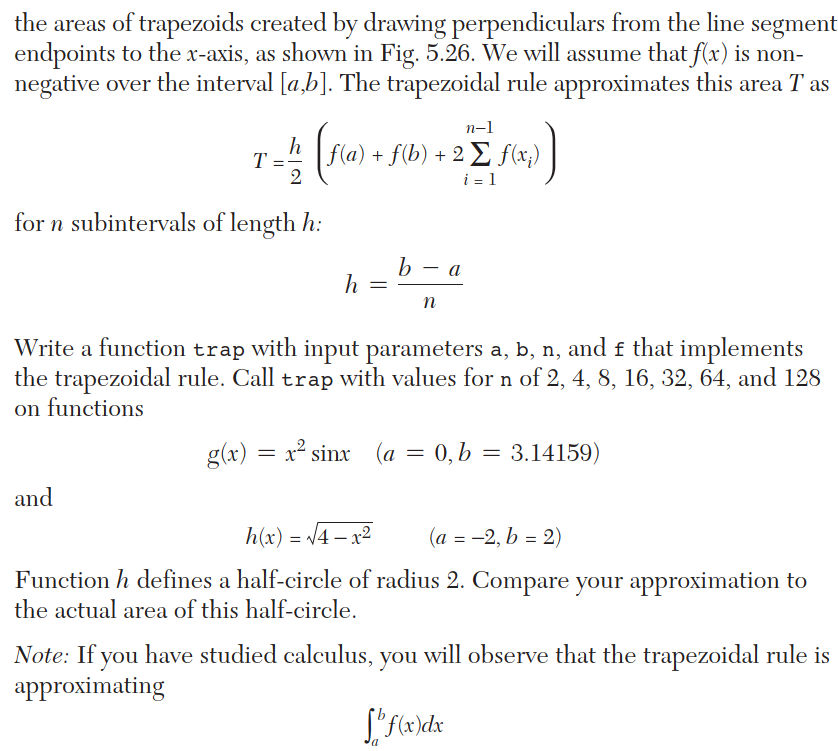 the areas of trapezoids created by drawing perpendiculars from the line segment
endpoints to the x-axis, as shown in Fig. 5.26. We will assume that f(x) is non-
negative over the interval [a,b]. The trapezoidal rule approximates this area T as
T = h/2 ( f(a) + f(b) + 2 Σ_{i = 1}^{n–1} f(x_i) )
for n subintervals of length h:
h = (b − a)/n
Write a function trap with input parameters a, b, n, and f that implements
the trapezoidal rule. Call trap with values for n of 2, 4, 8, 16, 32, 64, and 128
on functions
g(x) = x² sinx (a = 0, b = 3.14159)
and
h(x) = √(4 – x²) (a = –2, b = 2)
Function h defines a half-circle of radius 2. Compare your approximation to
the actual area of this half-circle.
Note: If you have studied calculus, you will observe that the trapezoidal rule is
approximating
∫_a^b f(x)dx